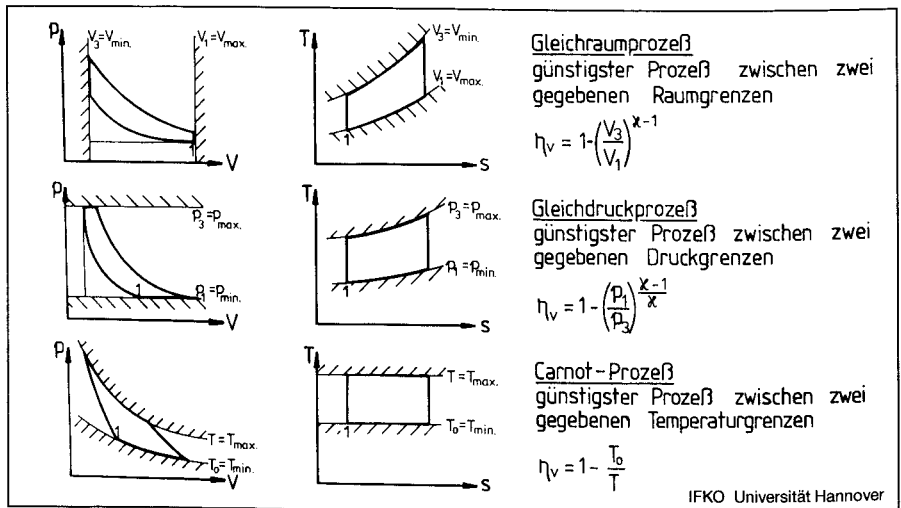 p
V₃=Vmin.
V₁=Vmax.
1
V
T
V₃=Vmin.
V₁=Vmax.
1
s
Gleichraumprozeß
günstigster Prozeß zwischen zwei
gegebenen Raumgrenzen
ηᵥ = 1-(V₃/V₁)^(ϰ-1)
p
p₃=pmax.
1
p₁=pmin.
V
T
p₃=pmax.
p₁=pmin.
1
s
Gleichdruckprozeß
günstigster Prozeß zwischen zwei
gegebenen Druckgrenzen
ηᵥ = 1-(p₁/p₃)^((ϰ-1)/ϰ)
p
1
T=Tmax.
T₀=Tmin.
V
T
T=Tmax.
T₀=Tmin.
1
s
Carnot-Prozeß
günstigster Prozeß zwischen zwei
gegebenen Temperaturgrenzen
ηᵥ = 1- T₀/T
IFKO Universität Hannover